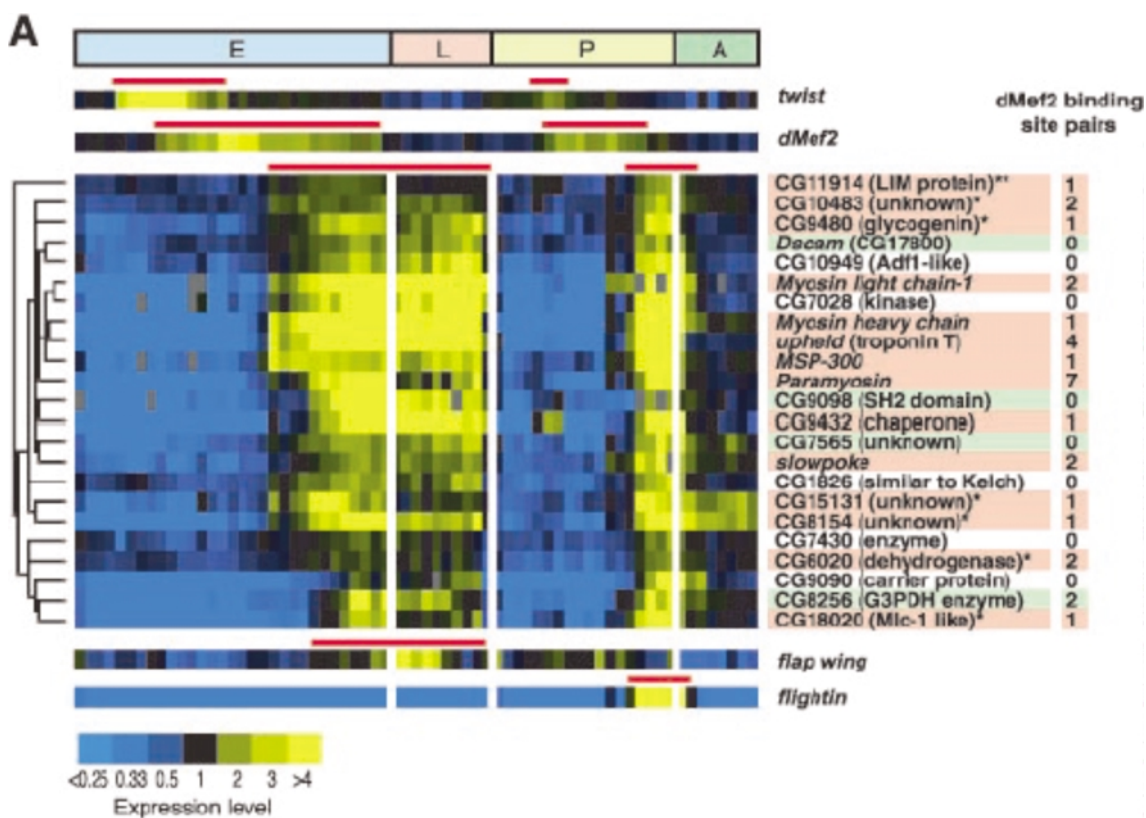 A
E L P A
twist
dMef2 binding
site pairs
dMef2
CG11914 (LIM protein)** 1
CG10483 (unknown)* 2
CG9480 (glycogenin)* 1
Dscam (CG17800) 0
CG10949 (Adf1-like) 0
Myosin light chain-1 2
CG7028 (kinase) 0
Myosin heavy chain 1
upheld (troponin T) 4
MSP-300 1
Paramyosin 7
CG9098 (SH2 domain) 0
CG9432 (chaperone) 1
CG7565 (unknown) 0
slowpoke 2
CG1826 (similar to Kelch) 0
CG15131 (unknown)* 1
CG8154 (unknown)* 1
CG7430 (enzyme) 0
CG6020 (dehydrogenase)* 2
CG9090 (carrier protein) 0
CG8256 (G3PDH enzyme) 2
CG18020 (Mlc-1 like)* 1
flap wing
flightin
<0.25 0.33 0.5 1 2 3 >4
Expression level